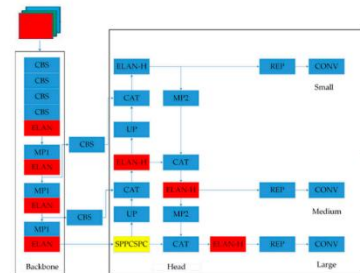 CBS
CBS
CBS
CBS
ELAN
MP1
ELAN
MP1
ELAN
MP1
ELAN
Backbone
CBS
CBS
ELAN-H
REP
CONV
Small
CAT
MP2
UP
ELAN-H
CAT
CAT
ELAN-H
REP
CONV
Medium
UP
MP2
SPPCSPC
CAT
ELAN-H
REP
CONV
Head
Large